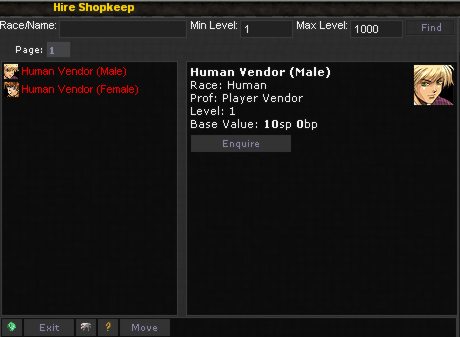 Hire Shopkeep
Race/Name: Min Level: 1 Max Level: 1000 Find
Page: 1
Human Vendor (Male)
Human Vendor (Female)
Human Vendor (Male)
Race: Human
Prof: Player Vendor
Level: 1
Base Value: 10sp 0bp
Enquire
Exit ? Move